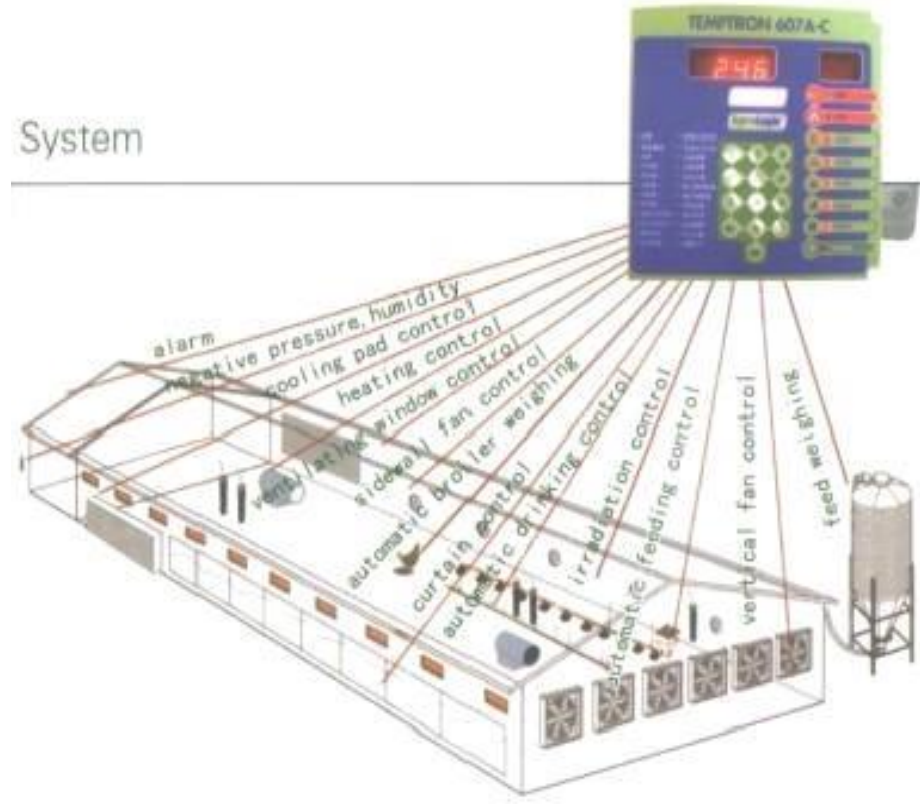 TEMPTRON 607A-C
246
System
alarm
negative pressure, humidity
cooling pad control
heating control
ventilating window control
sidewall fan control
automatic broiler weighing
curtain control
automatic drinking control
irradiation control
automatic feeding control
vertical fan control
feed weighing